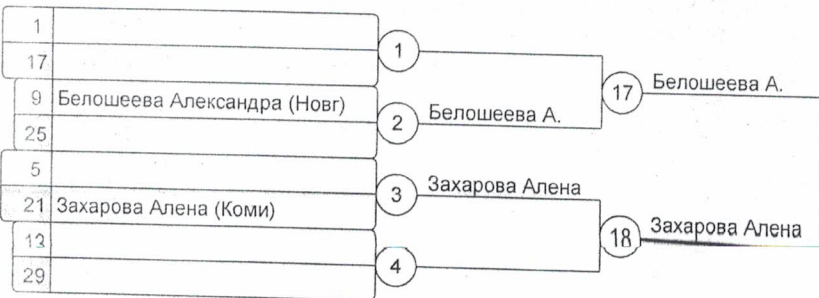 1
17
1
9 Белошеева Александра (Новг)
25
2 Белошеева А.
17 Белошеева А.
5
21 Захарова Алена (Коми)
3 Захарова Алена
13
29
4
18 Захарова Алена